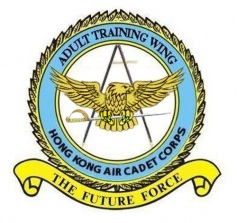 ADULT TRAINING WING
HONG KONG AIR CADET CORPS
THE FUTURE FORCE